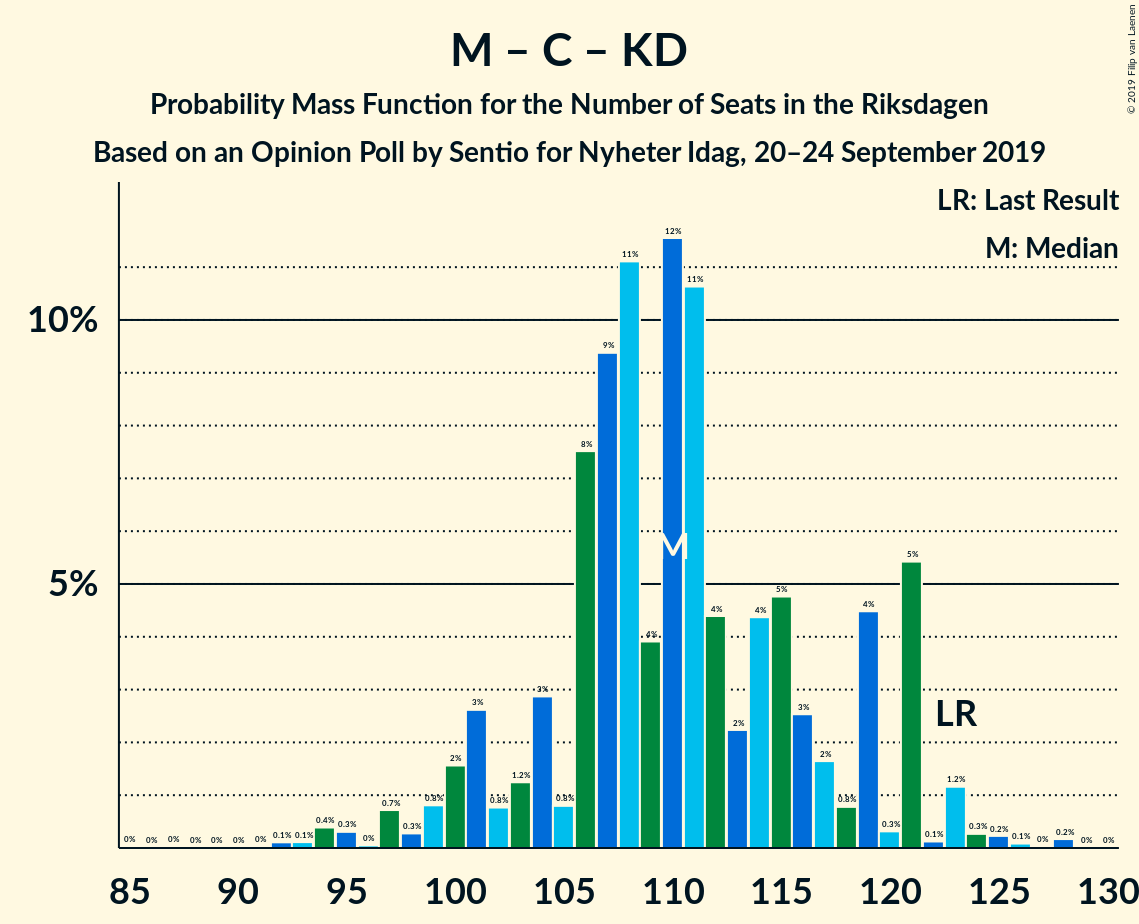 M – C – KD
Probability Mass Function for the Number of Seats in the Riksdagen
Based on an Opinion Poll by Sentio for Nyheter Idag, 20–24 September 2019
© 2019 Filip van Laenen
LR: Last Result
M: Median
10%
5%
0% 0% 0% 0% 0% 0% 0% 0.1% 0.1% 0.4% 0.3% 0% 0.7% 0.3% 0.8% 2% 3% 0.8% 1.2% 3% 0.8% 8% 9% 11% 4% 12% 11% 4% 2% 4% 5% 3% 2% 0.8% 4% 0.3% 5% 0.1% 1.2% 0.3% 0.2% 0.1% 0% 0.2% 0% 0%
M
LR
85 90 95 100 105 110 115 120 125 130